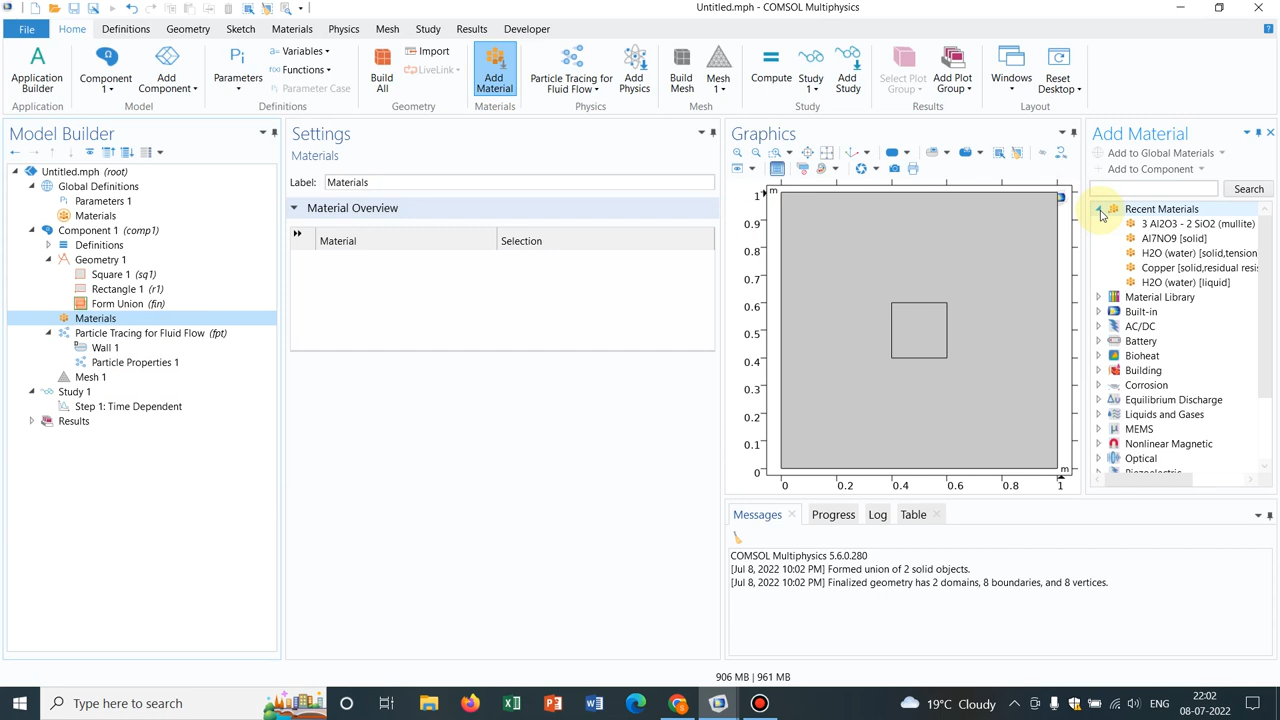 Untitled.mph - COMSOL Multiphysics
File Home Definitions Geometry Sketch Materials Physics Mesh Study Results Developer
Application Builder
Component 1
Add Component
Parameters
a= Variables
f(x) Functions
Pi Parameter Case
Build All
Import
LiveLink
Add Material
Particle Tracing for Fluid Flow
Add Physics
Build Mesh
Mesh 1
Compute
Study 1
Add Study
Select Plot Group
Add Plot Group
Windows
Reset Desktop
Application Model Definitions Geometry Materials Physics Mesh Study Results Layout
Model Builder
Untitled.mph (root)
Global Definitions
Parameters 1
Materials
Component 1 (comp1)
Definitions
Geometry 1
Square 1 (sq1)
Rectangle 1 (r1)
Form Union (fin)
Materials
Particle Tracing for Fluid Flow (fpt)
Wall 1
Particle Properties 1
Mesh 1
Study 1
Step 1: Time Dependent
Results
Settings
Materials
Label: Materials
Material Overview
Material Selection
Graphics
m
1
0.9
0.8
0.7
0.6
0.5
0.4
0.3
0.2
0.1
0
m
0 0.2 0.4 0.6 0.8 1
Add Material
Add to Global Materials
Add to Component
Search
Recent Materials
3 Al2O3 - 2 SiO2 (mullite)
Al7NO9 [solid]
H2O (water) [solid,tension
Copper [solid,residual resis
H2O (water) [liquid]
Material Library
Built-in
AC/DC
Battery
Bioheat
Building
Corrosion
Equilibrium Discharge
Liquids and Gases
MEMS
Nonlinear Magnetic
Optical
Piezoelectric
Messages Progress Log Table
COMSOL Multiphysics 5.6.0.280
[Jul 8, 2022 10:02 PM] Formed union of 2 solid objects.
[Jul 8, 2022 10:02 PM] Finalized geometry has 2 domains, 8 boundaries, and 8 vertices.
906 MB | 961 MB
Type here to search
19°C Cloudy
ENG
22:02
08-07-2022